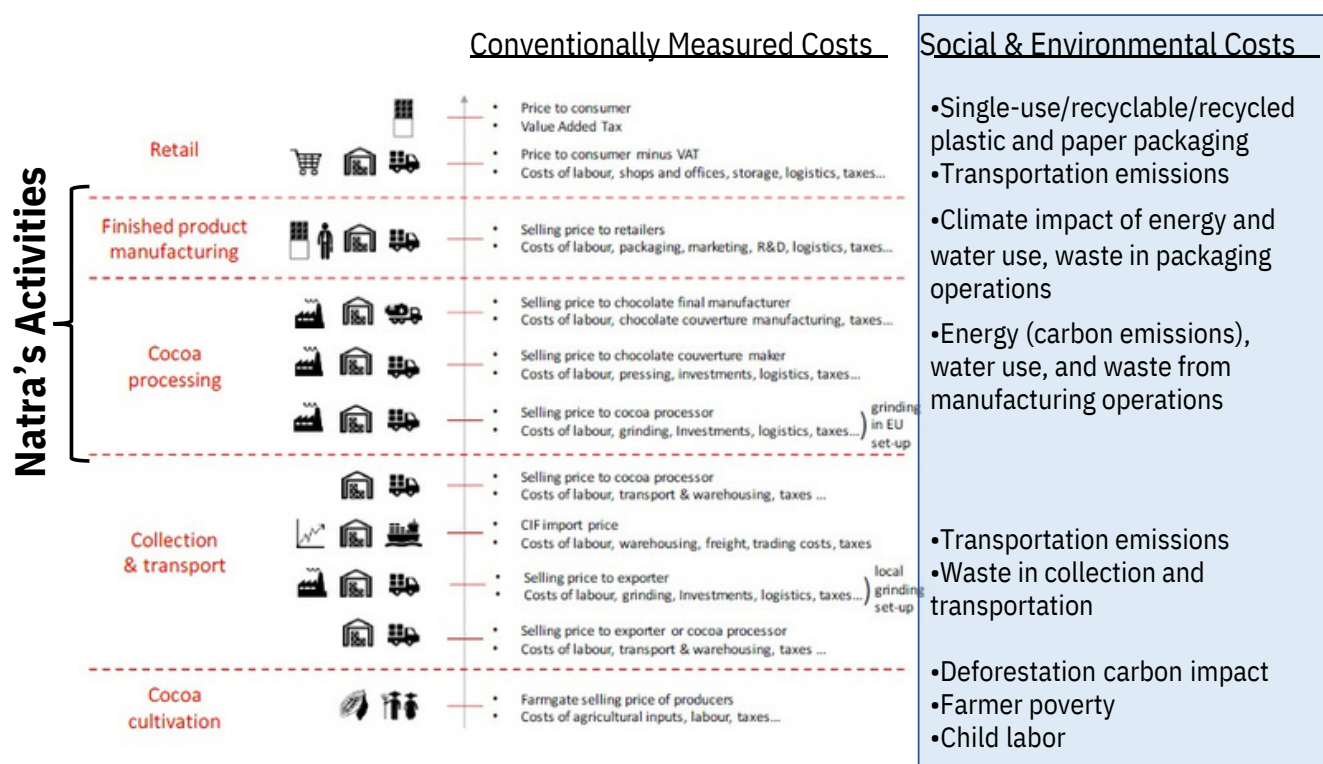 Conventionally Measured Costs
Social & Environmental Costs
Natra's Activities
Retail
• Price to consumer
• Value Added Tax
• Price to consumer minus VAT
• Costs of labour, shops and offices, storage, logistics, taxes...
•Single-use/recyclable/recycled
plastic and paper packaging
•Transportation emissions
Finished product
manufacturing
• Selling price to retailers
• Costs of labour, packaging, marketing, R&D, logistics, taxes...
•Climate impact of energy and
water use, waste in packaging
operations
Cocoa
processing
• Selling price to chocolate final manufacturer
• Costs of labour, chocolate couverture manufacturing, taxes...
• Selling price to chocolate couverture maker
• Costs of labour, pressing, investments, logistics, taxes...
• Selling price to cocoa processor
• Costs of labour, grinding, Investments, logistics, taxes...
grinding
in EU
set-up
•Energy (carbon emissions),
water use, and waste from
manufacturing operations
Collection
& transport
• Selling price to cocoa processor
• Costs of labour, transport & warehousing, taxes ...
• CIF import price
• Costs of labour, warehousing, freight, trading costs, taxes
• Selling price to exporter
• Costs of labour, grinding, Investments, logistics, taxes...
local
grinding
set-up
• Selling price to exporter or cocoa processor
• Costs of labour, transport & warehousing, taxes ...
•Transportation emissions
•Waste in collection and
transportation
Cocoa
cultivation
• Farmgate selling price of producers
• Costs of agricultural inputs, labour, taxes...
•Deforestation carbon impact
•Farmer poverty
•Child labor